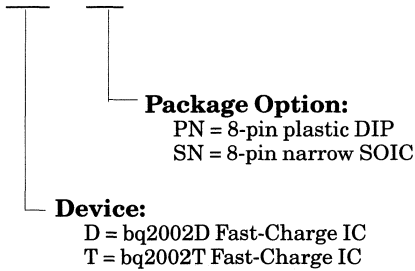 Package Option:
PN = 8-pin plastic DIP
SN = 8-pin narrow SOIC
Device:
D = bq2002D Fast-Charge IC
T = bq2002T Fast-Charge IC